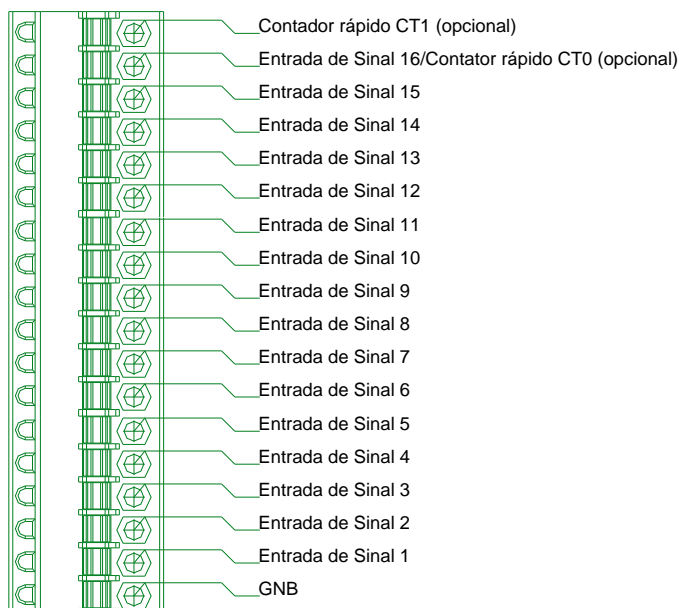 Contador rápido CT1 (opcional)
Entrada de Sinal 16/Contator rápido CT0 (opcional)
Entrada de Sinal 15
Entrada de Sinal 14
Entrada de Sinal 13
Entrada de Sinal 12
Entrada de Sinal 11
Entrada de Sinal 10
Entrada de Sinal 9
Entrada de Sinal 8
Entrada de Sinal 7
Entrada de Sinal 6
Entrada de Sinal 5
Entrada de Sinal 4
Entrada de Sinal 3
Entrada de Sinal 2
Entrada de Sinal 1
GNB